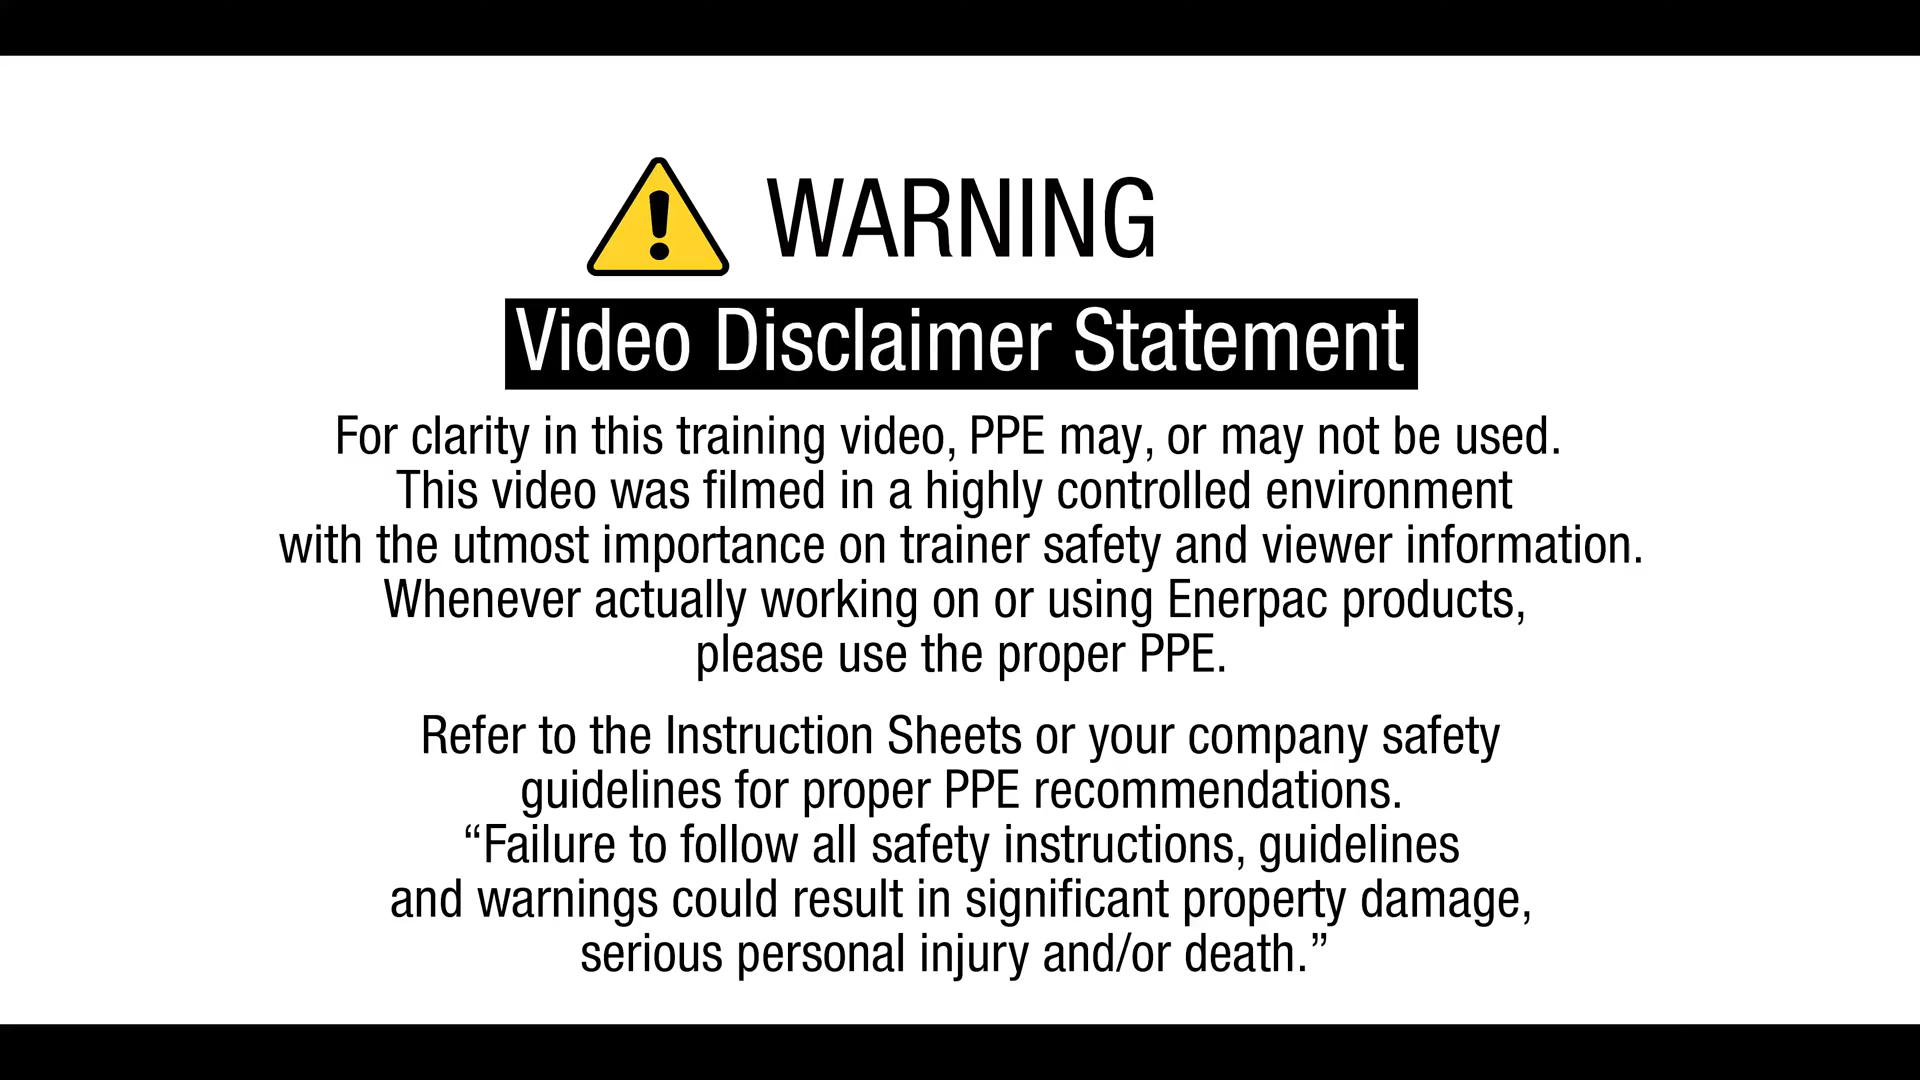 WARNING
Video Disclaimer Statement
For clarity in this training video, PPE may, or may not be used.
This video was filmed in a highly controlled environment
with the utmost importance on trainer safety and viewer information.
Whenever actually working on or using Enerpac products,
please use the proper PPE.
Refer to the Instruction Sheets or your company safety
guidelines for proper PPE recommendations.
“Failure to follow all safety instructions, guidelines
and warnings could result in significant property damage,
serious personal injury and/or death.”